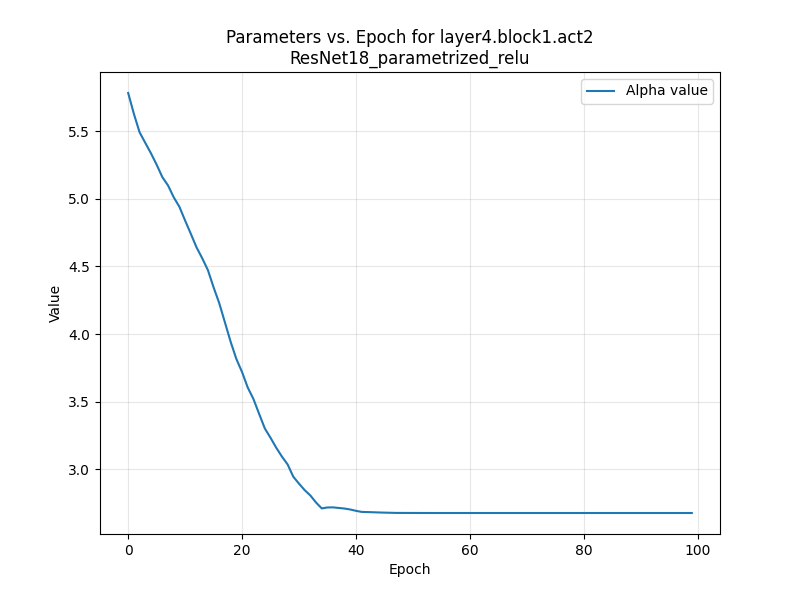 Parameters vs. Epoch for layer4.block1.act2
ResNet18_parametrized_relu
Alpha value
5.5
5.0
4.5
4.0
3.5
3.0
Value
0 20 40 60 80 100
Epoch